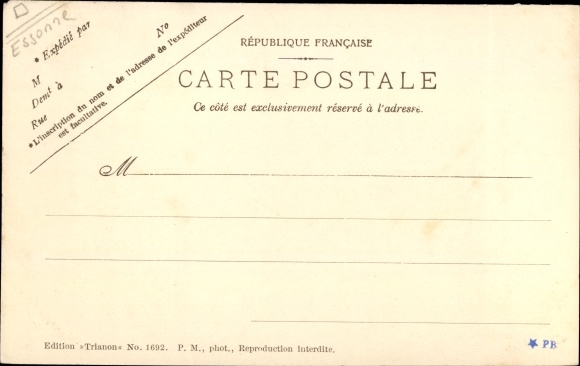 Essonne
* Expédié par
M
Demt à
Rue No
*L'inscription du nom et de l'adresse de l'expéditeur
est facultative.
RÉPUBLIQUE FRANÇAISE
CARTE POSTALE
Ce côté est exclusivement réservé à l'adresse.
M
Edition »Trianon« No. 1692. P. M., phot., Reproduction interdite.
PB